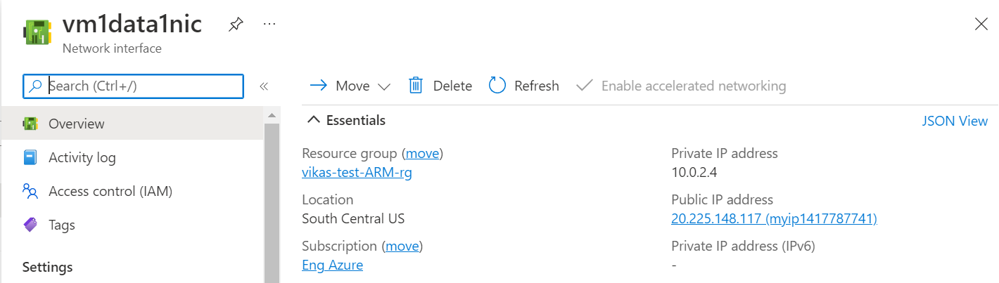 vm1data1nic
...
Network interface
Search (Ctrl+/)
«
Overview
Activity log
Access control (IAM)
Tags
Settings
Move
Delete
Refresh
Enable accelerated networking
Essentials
JSON View
Resource group (move)
vikas-test-ARM-rg
Location
South Central US
Subscription (move)
Eng Azure
Private IP address
10.0.2.4
Public IP address
20.225.148.117 (myip1417787741)
Private IP address (IPv6)
-